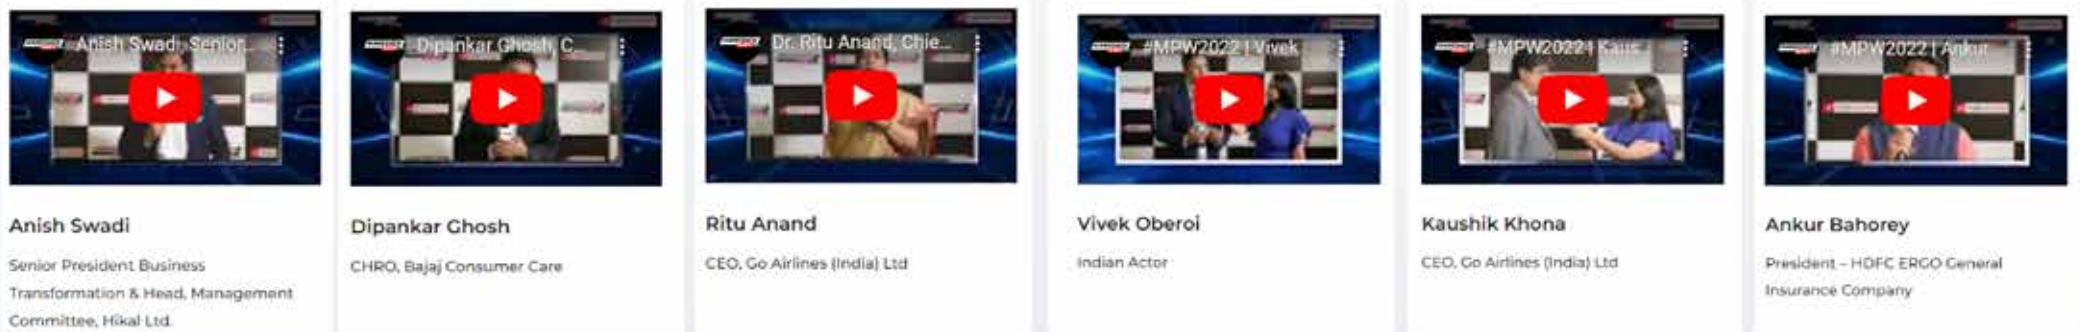 Anish Swadi, Senior...
Dipankar Ghosh, C...
Dr. Ritu Anand, Chie...
#MPW2022 | Vivek
#MPW2022 | Kaus
#MPW2022 | Ankur
Anish Swadi
Senior President Business
Transformation & Head, Management
Committee, Hikal Ltd.
Dipankar Ghosh
CHRO, Bajaj Consumer Care
Ritu Anand
CEO, Go Airlines (India) Ltd
Vivek Oberoi
Indian Actor
Kaushik Khona
CEO, Go Airlines (India) Ltd
Ankur Bahorey
President – HDFC ERGO General
Insurance Company